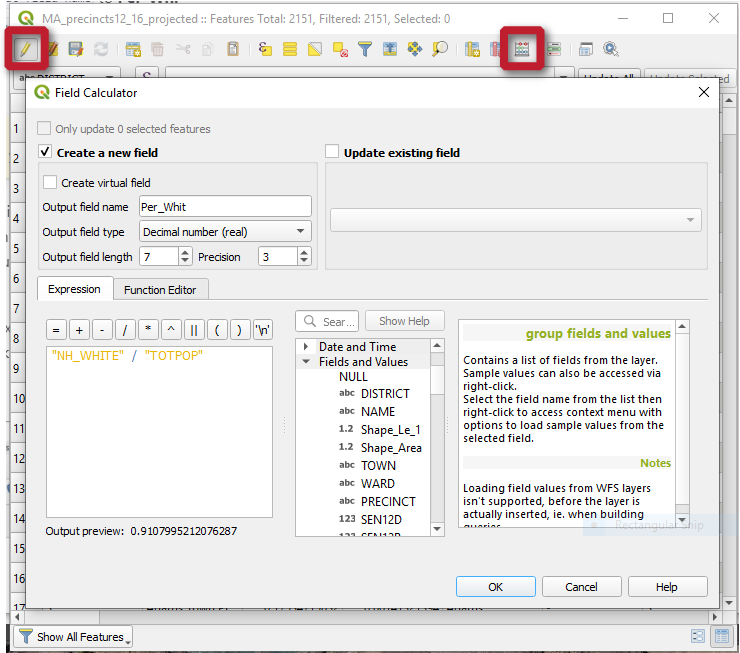 MA_precincts12_16_projected :: Features Total: 2151, Filtered: 2151, Selected: 0
abc DISTRICT
Update All Update Selected
Field Calculator
Only update 0 selected features
Create a new field
Update existing field
Create virtual field
Output field name Per_Whit
Output field type Decimal number (real)
Output field length 7 Precision 3
Expression Function Editor
= + - / * ^ || ( ) '\n'
"NH_WHITE" / "TOTPOP"
Output preview: 0.9107995212076287
Sear... Show Help
Date and Time
Fields and Values
NULL
abc DISTRICT
abc NAME
1.2 Shape_Le_1
1.2 Shape_Area
abc TOWN
abc WARD
abc PRECINCT
123 SEN12D
group fields and values
Contains a list of fields from the layer.
Sample values can also be accessed via
right-click.
Select the field name from the list then
right-click to access context menu with
options to load sample values from the
selected field.
Notes
Loading field values from WFS layers
isn't supported, before the layer is
actually inserted, ie. when building
queries.
Rectangular Snip
OK Cancel Help
1
2
3
4
5
6
7
8
9
10
11
12
13
14
15
16
17
Show All Features